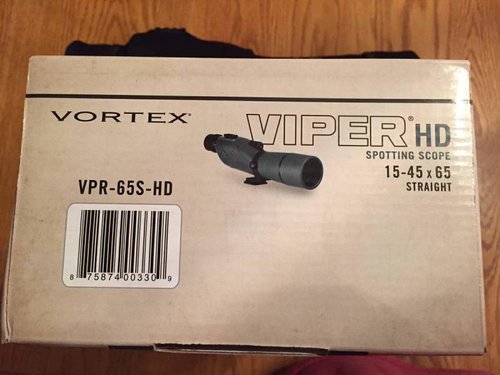 VORTEX®
VIPER® HD
SPOTTING SCOPE
15-45 x 65
STRAIGHT
VPR-65S-HD
8 75874 00330 9